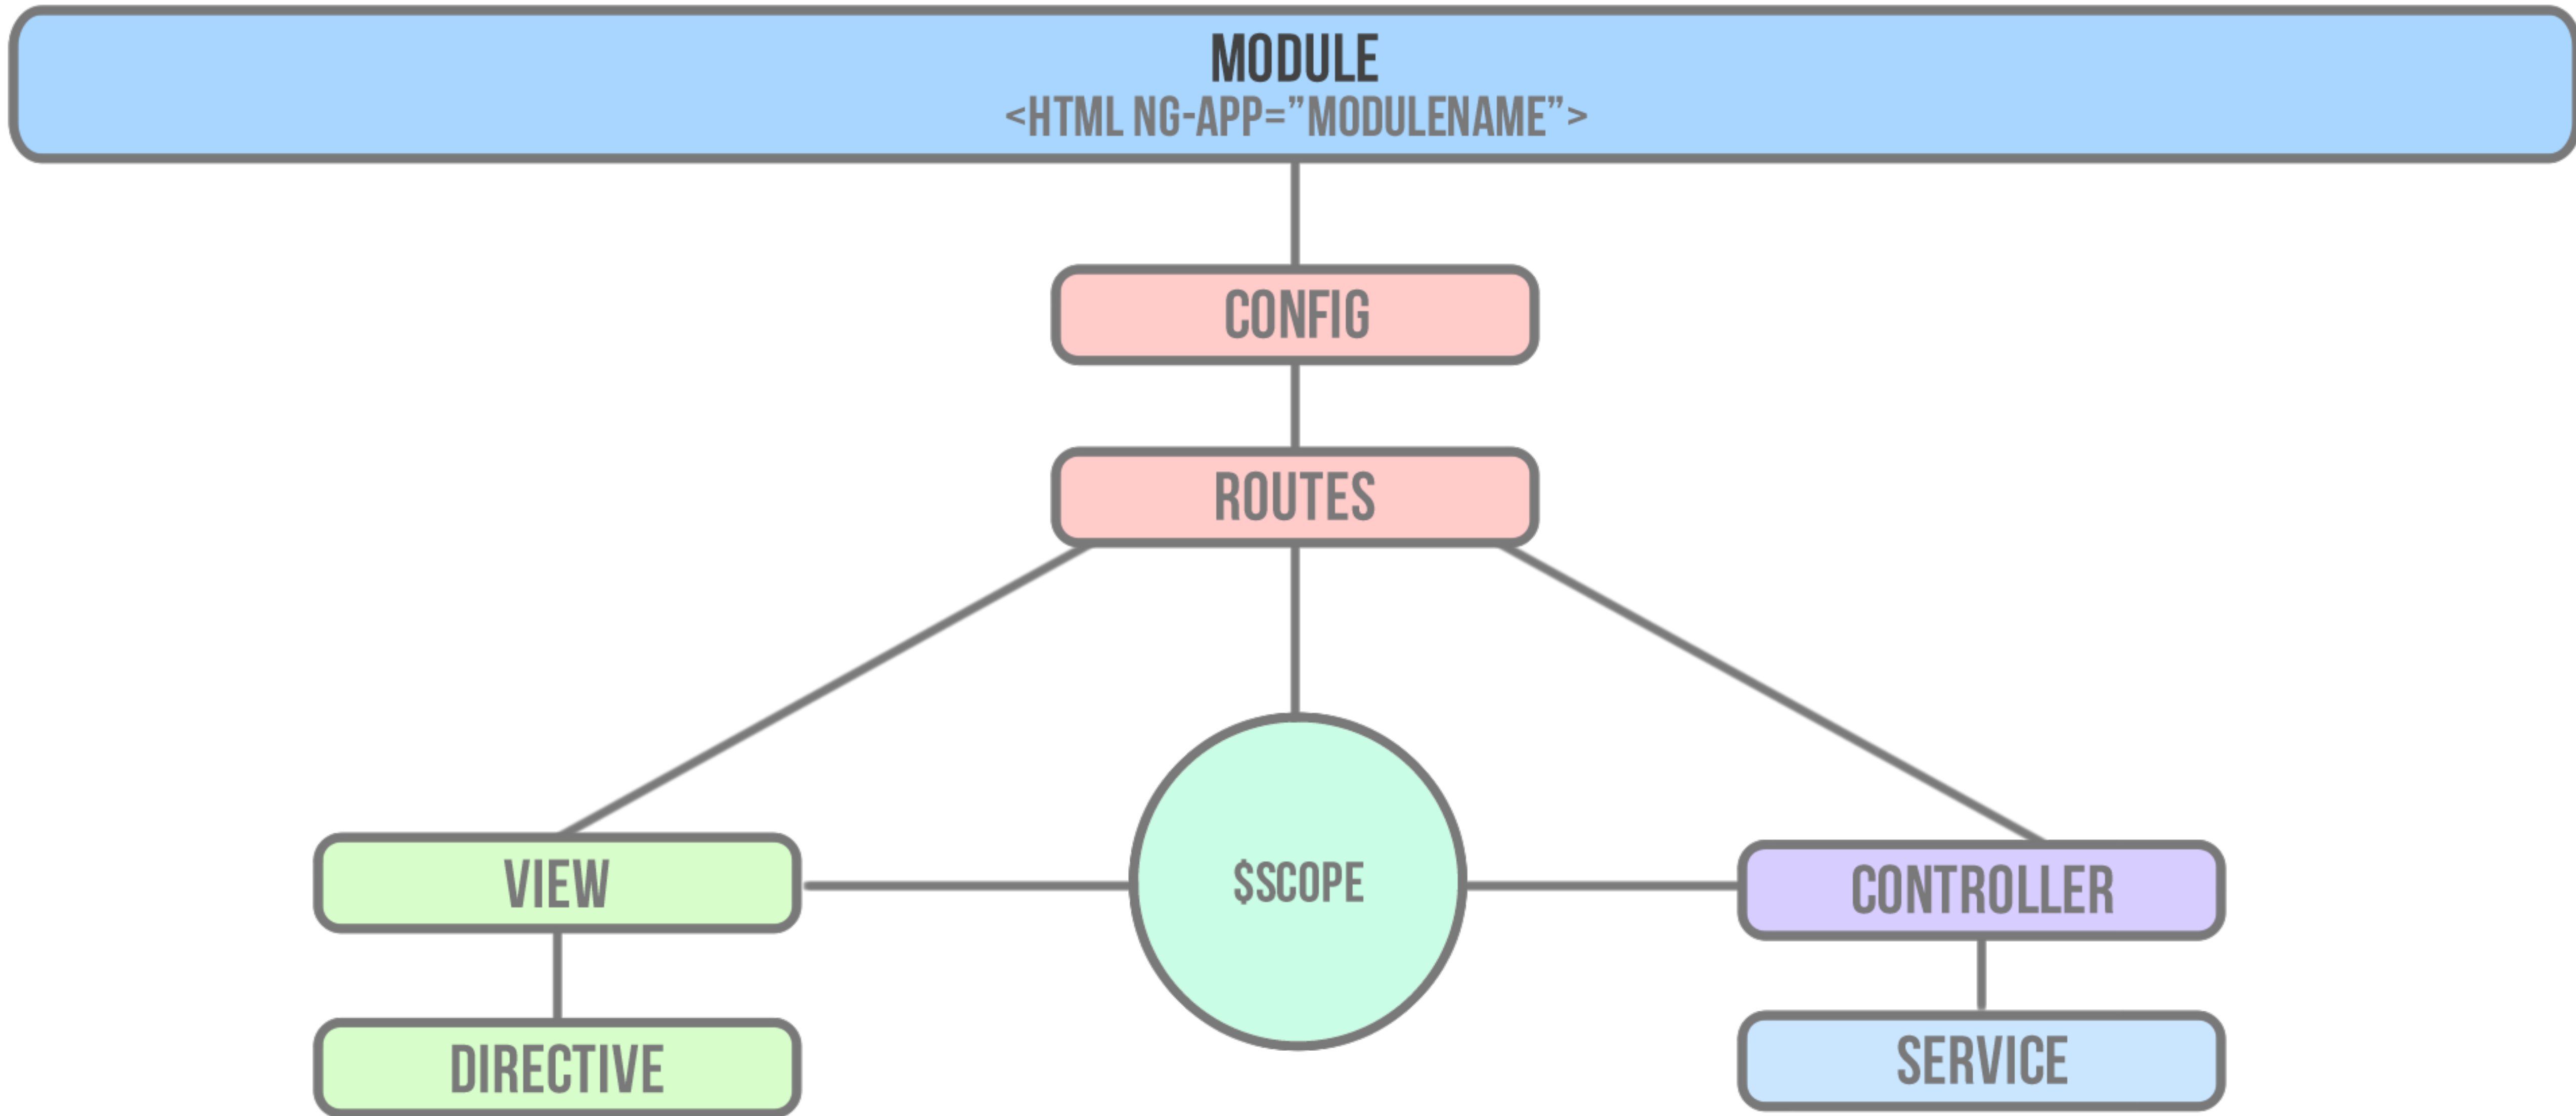 MODULE
<HTML NG-APP=”MODULENAME”>
CONFIG
ROUTES
VIEW
$SCOPE
CONTROLLER
DIRECTIVE
SERVICE